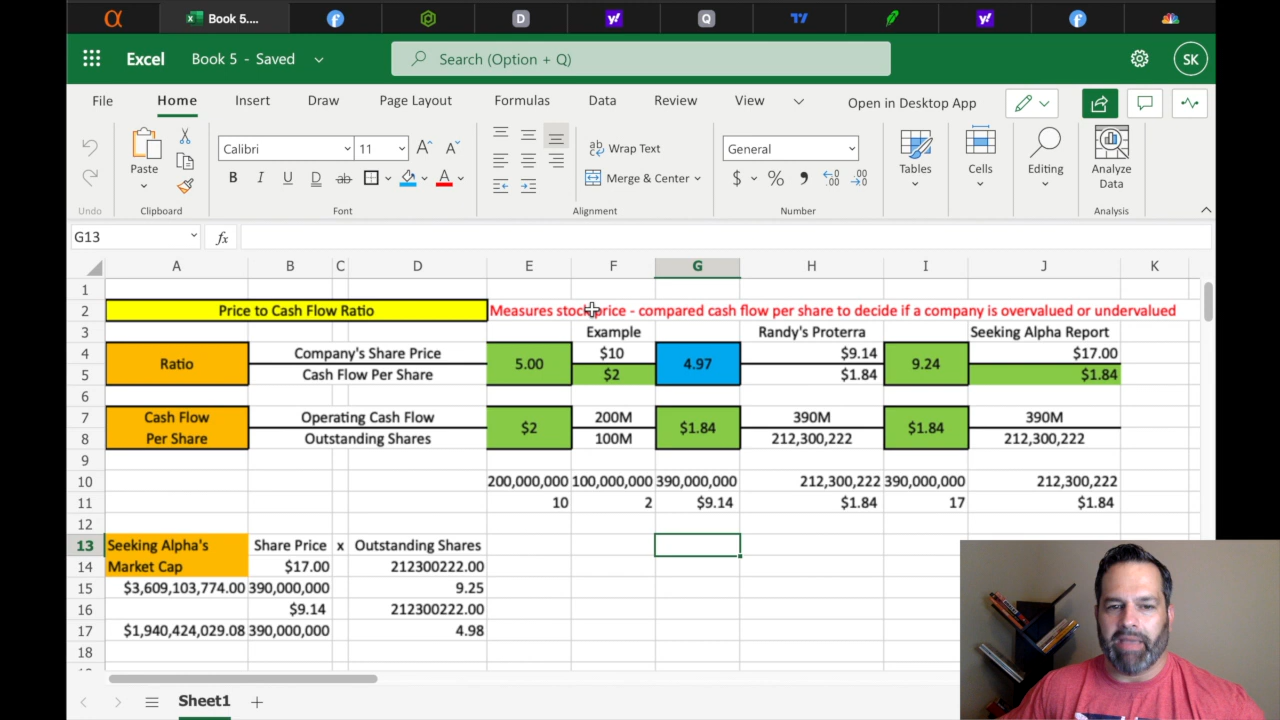 α Book 5.... D y! Q y!
Excel Book 5 - Saved Search (Option + Q) SK
File Home Insert Draw Page Layout Formulas Data Review View Open in Desktop App
Calibri 11 A^ A˅ ab Wrap Text General
Paste Tables Cells Editing Analyze Data
B I U D ab A Merge & Center $ % 9 .00 .00
Undo Clipboard Font Alignment Number Analysis
G13 fx
A B C D E F G H I J K
1
2 Price to Cash Flow Ratio Measures stock price - compared cash flow per share to decide if a company is overvalued or undervalued
3 Example Randy's Proterra Seeking Alpha Report
4 Ratio Company's Share Price 5.00 $10 4.97 $9.14 9.24 $17.00
5 Cash Flow Per Share $2 $1.84 $1.84
6
7 Cash Flow Operating Cash Flow $2 200M $1.84 390M $1.84 390M
8 Per Share Outstanding Shares 100M 212,300,222 212,300,222
9
10 200,000,000 100,000,000 390,000,000 212,300,222 390,000,000 212,300,222
11 10 2 $9.14 $1.84 17 $1.84
12
13 Seeking Alpha's Share Price x Outstanding Shares
14 Market Cap $17.00 212300222.00
15 $3,609,103,774.00 390,000,000 9.25
16 $9.14 212300222.00
17 $1,940,424,029.08 390,000,000 4.98
18
Sheet1 +